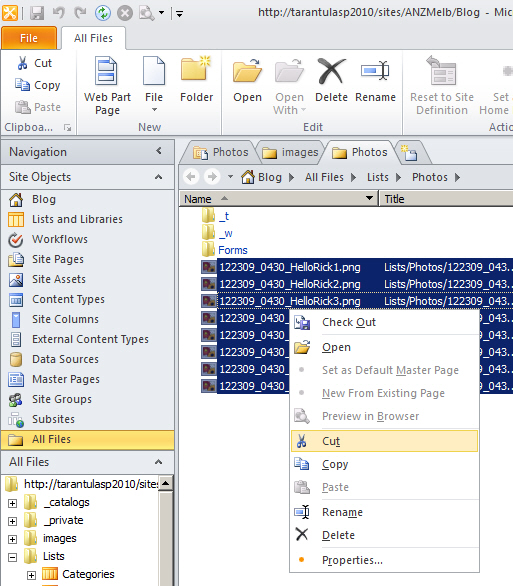 http://tarantulasp2010/sites/ANZMelb/Blog - Mic
File
All Files
Cut
Copy
Paste
Web Part Page
File
Folder
Open
Open With
Delete
Rename
Reset to Site Definition
Set a
Home
Clipboa...
New
Edit
Actio
Navigation
Site Objects
Blog
Lists and Libraries
Workflows
Site Pages
Site Assets
Content Types
Site Columns
External Content Types
Data Sources
Master Pages
Site Groups
Subsites
All Files
All Files
http://tarantulasp2010/sites
_catalogs
_private
images
Lists
Categories
Photos
images
Photos
Blog
All Files
Lists
Photos
Name
Title
_t
_w
Forms
122309_0430_HelloRick1.png Lists/Photos/122309_043...
122309_0430_HelloRick2.png Lists/Photos/122309_043...
122309_0430_HelloRick3.png Lists/Photos/122309_043...
122309_0430_
122309_0430_
122309_0430_
122309_0430_
122309_0430_
Check Out
Open
Set as Default Master Page
New From Existing Page
Preview in Browser
Cut
Copy
Paste
Rename
Delete
Properties...